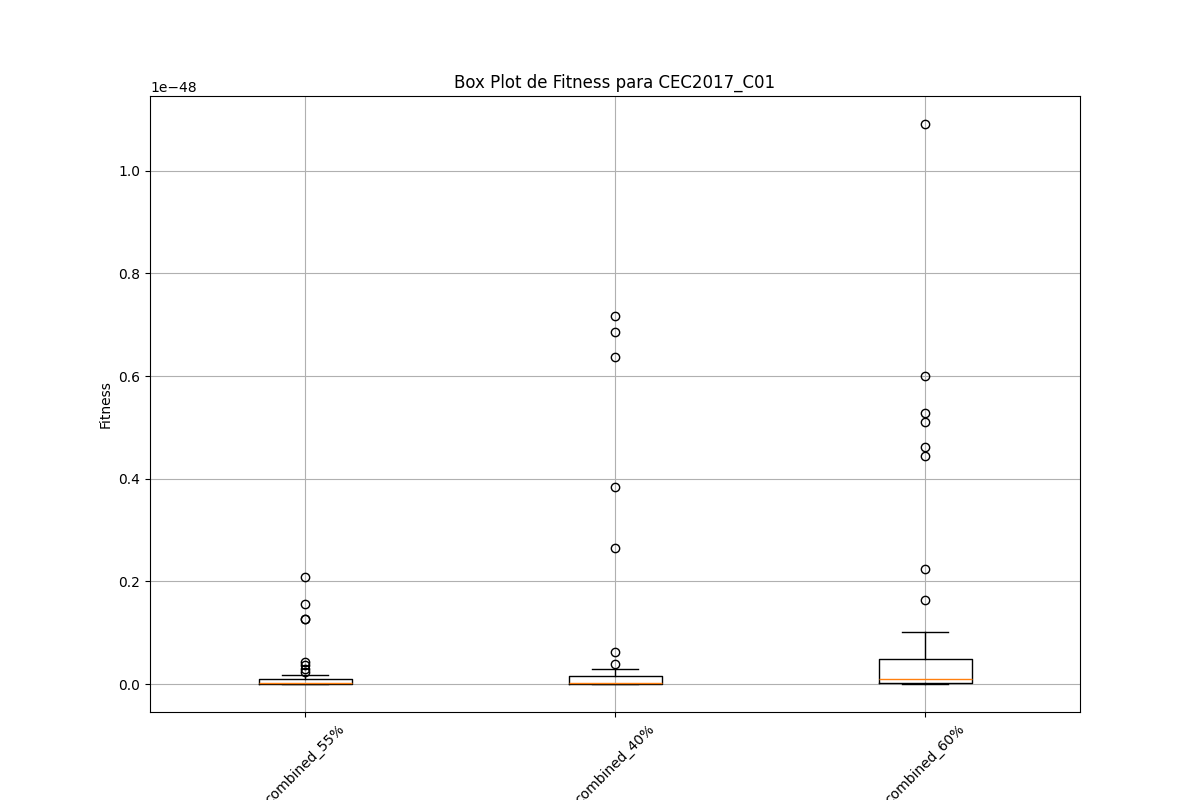 Box Plot de Fitness para CEC2017_C01
1e−48
1.0
0.8
0.6
0.4
0.2
0.0
Fitness
combined_55%
combined_40%
combined_60%